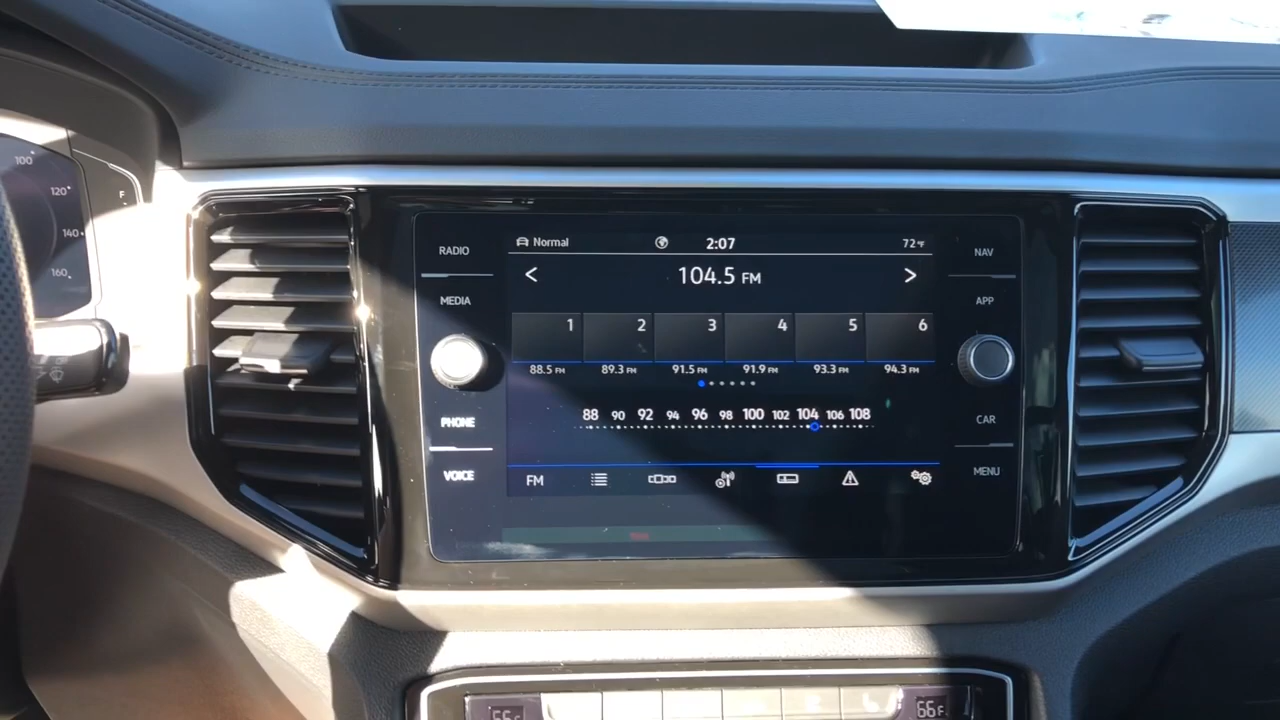 100
120
140
160
F
RADIO
MEDIA
PHONE
VOICE
Normal 2:07 72°F
< 104.5 FM >
1 2 3 4 5 6
88.5 FM 89.3 FM 91.5 FM 91.9 FM 93.3 FM 94.3 FM
88 90 92 94 96 98 100 102 104 106 108
FM
NAV
APP
CAR
MENU
66F 66F